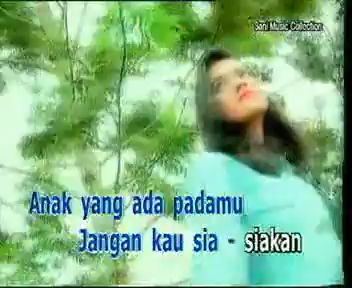 Sani Music Collection
Anak yang ada padamu
Jangan kau sia - siakan